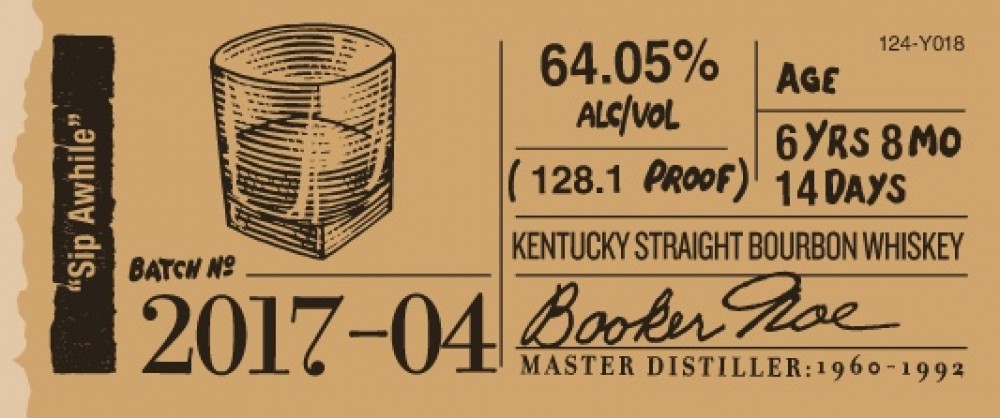 "Sip Awhile"
BATCH Nº
2017-04
64.05%
ALC/VOL
( 128.1 PROOF)
124-Y018
AGE
6 YRS 8 MO
14 DAYS
KENTUCKY STRAIGHT BOURBON WHISKEY
Booker Noe
MASTER DISTILLER: 1960-1992